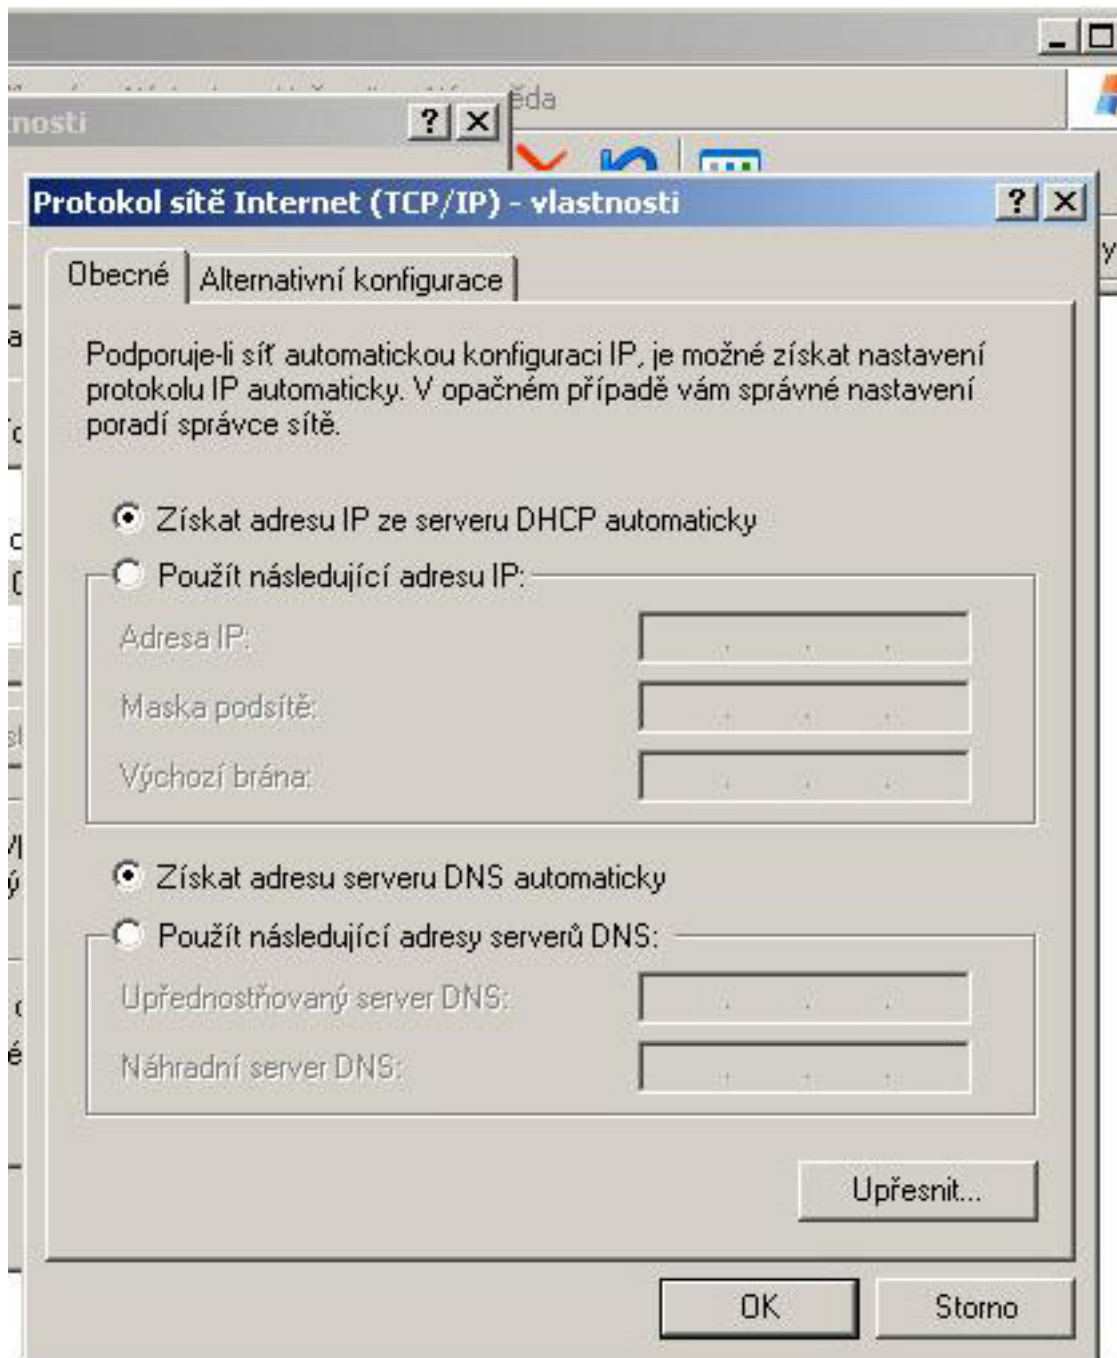 ěda
nosti
Protokol sítě Internet (TCP/IP) - vlastnosti
Obecné
Alternativní konfigurace
Podporuje-li síť automatickou konfiguraci IP, je možné získat nastavení
protokolu IP automaticky. V opačném případě vám správné nastavení
poradí správce sítě.
Získat adresu IP ze serveru DHCP automaticky
Použít následující adresu IP:
Adresa IP:
Maska podsítě:
Výchozí brána:
Získat adresu serveru DNS automaticky
Použít následující adresy serverů DNS:
Upřednostňovaný server DNS:
Náhradní server DNS:
Upřesnit...
OK
Storno